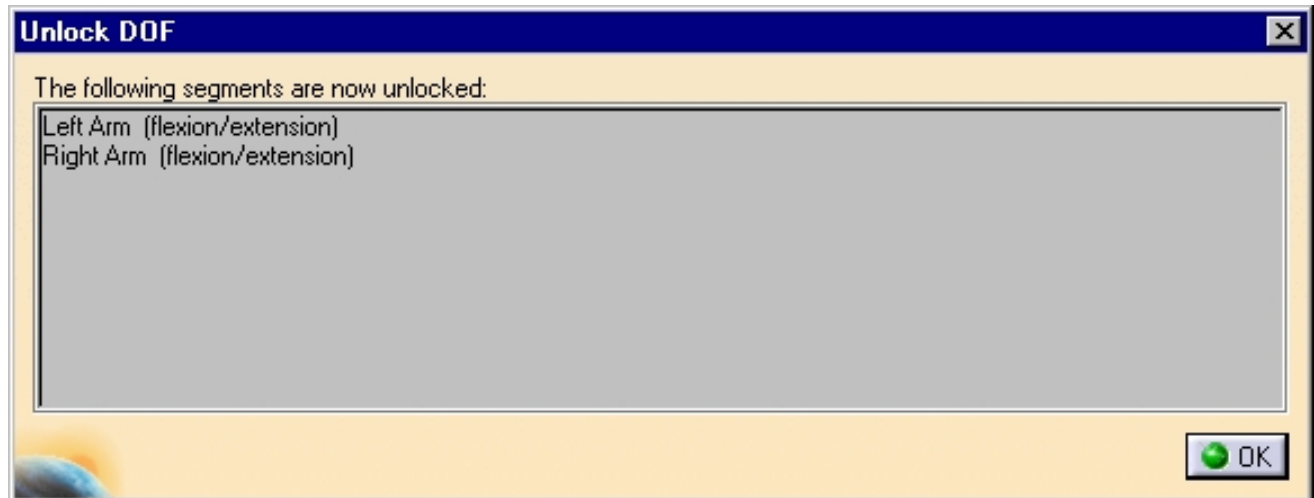 Unlock DOF
The following segments are now unlocked:
Left Arm (flexion/extension)
Right Arm (flexion/extension)
OK